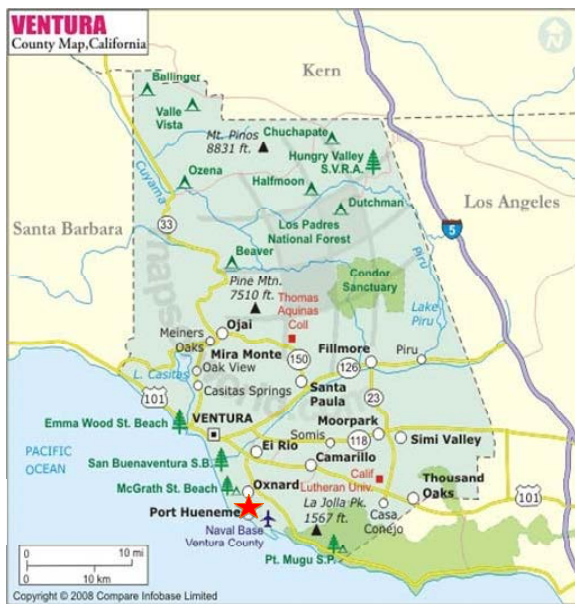 VENTURA
County Map, California
Kern
Ballinger
Valle
Vista
Mt. Pinos
8831 ft.
Chuchapate
Hungry Valley
S.V.R.A.
Cuyama
Ozena
Halfmoon
Dutchman
Los Angeles
Santa Barbara
33
Los Padres
National Forest
5
Beaver
Piru
Condor
Sanctuary
Pine Mtn.
7510 ft.
Thomas
Aquinas
Coll
Lake
Piru
Meiners
Oaks
Ojai
Mira Monte
150
Fillmore
126
Piru
L. Casitas
Oak View
Casitas Springs
Santa
Paula
23
101
Emma Wood St. Beach
VENTURA
Moorpark
Somis
118
Simi Valley
PACIFIC
OCEAN
San Buenaventura S.B.
El Rio
Camarillo
McGrath St. Beach
Oxnard
Calif
Lutheran Univ.
Thousand
Oaks
101
La Jolla Pk.
1567 ft.
Casa
Conejo
Port Hueneme
Naval Base
Ventura County
Pt. Mugu S.P.
0
10 mi
0
10 km
Copyright © 2008 Compare Infobase Limited